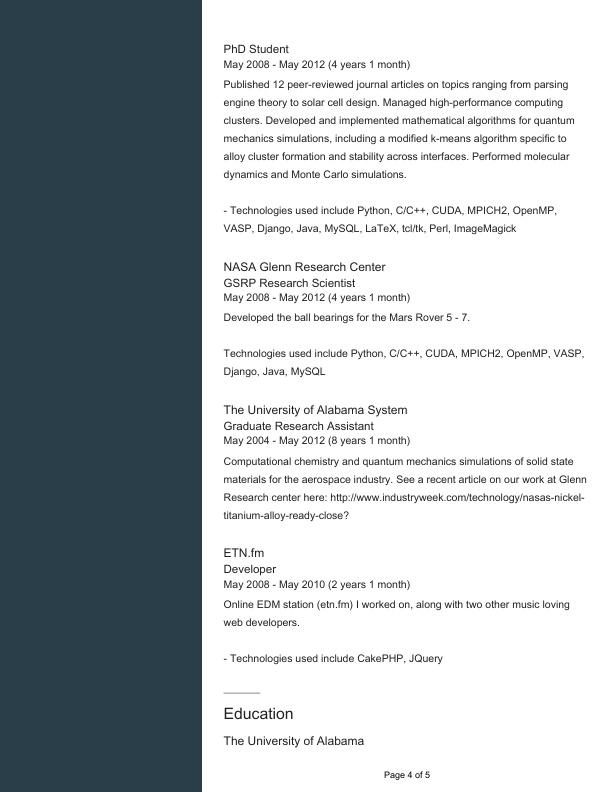 PhD Student
May 2008 - May 2012 (4 years 1 month)
Published 12 peer-reviewed journal articles on topics ranging from parsing
engine theory to solar cell design. Managed high-performance computing
clusters. Developed and implemented mathematical algorithms for quantum
mechanics simulations, including a modified k-means algorithm specific to
alloy cluster formation and stability across interfaces. Performed molecular
dynamics and Monte Carlo simulations.
- Technologies used include Python, C/C++, CUDA, MPICH2, OpenMP,
VASP, Django, Java, MySQL, LaTeX, tcl/tk, Perl, ImageMagick
NASA Glenn Research Center
GSRP Research Scientist
May 2008 - May 2012 (4 years 1 month)
Developed the ball bearings for the Mars Rover 5 - 7.
Technologies used include Python, C/C++, CUDA, MPICH2, OpenMP, VASP,
Django, Java, MySQL
The University of Alabama System
Graduate Research Assistant
May 2004 - May 2012 (8 years 1 month)
Computational chemistry and quantum mechanics simulations of solid state
materials for the aerospace industry. See a recent article on our work at Glenn
Research center here: http://www.industryweek.com/technology/nasas-nickel-
titanium-alloy-ready-close?
ETN.fm
Developer
May 2008 - May 2010 (2 years 1 month)
Online EDM station (etn.fm) I worked on, along with two other music loving
web developers.
- Technologies used include CakePHP, JQuery
Education
The University of Alabama
Page 4 of 5